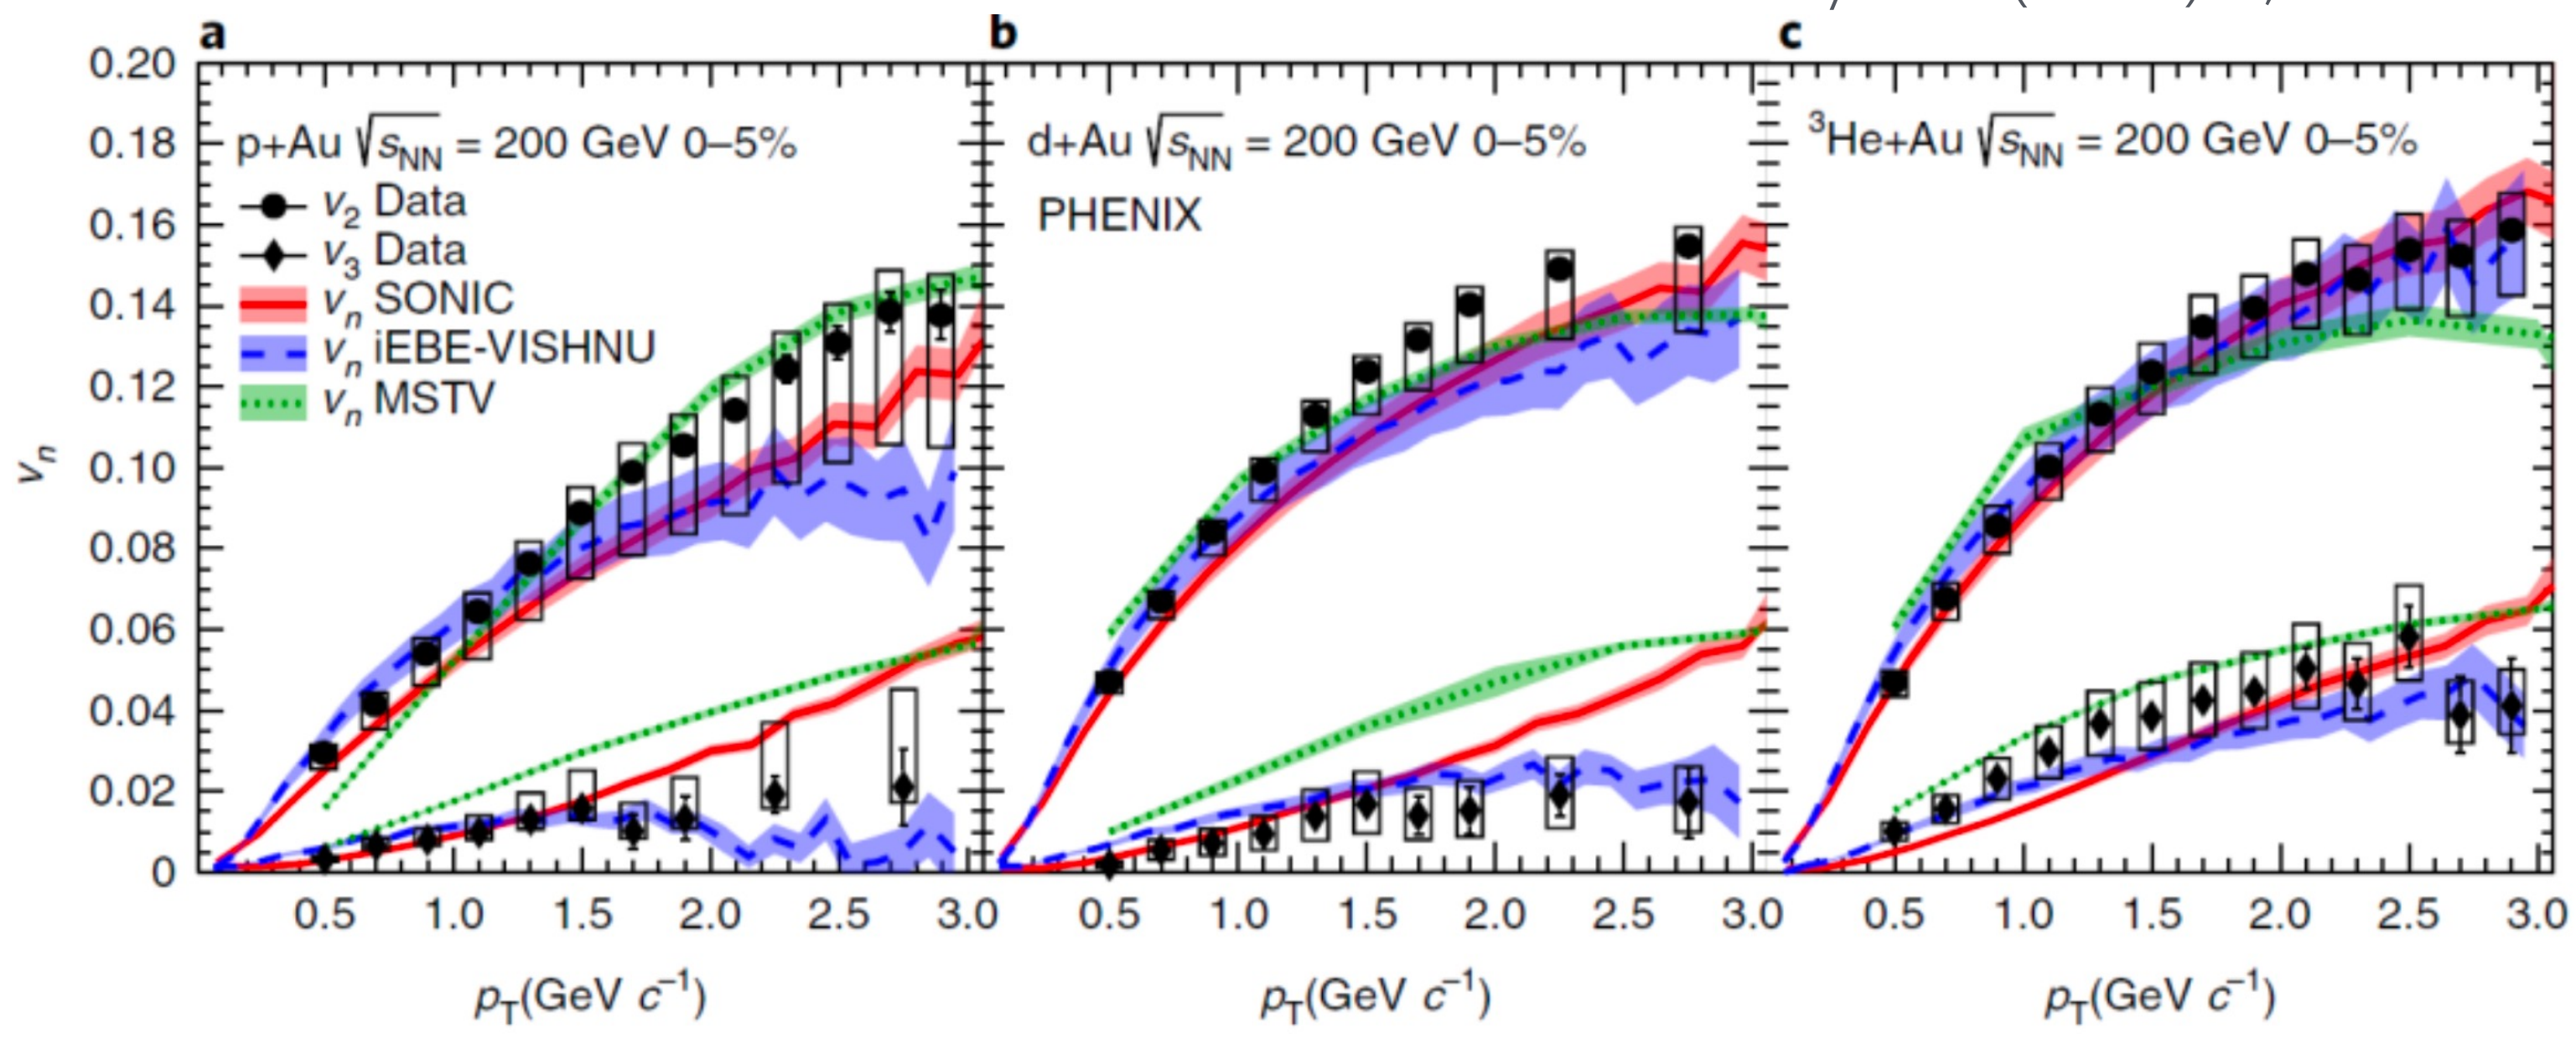 a
b
c
0.20
0.18
0.16
0.14
0.12
0.10
0.08
0.06
0.04
0.02
0
vn
p+Au √sNN = 200 GeV 0–5%
v2 Data
v3 Data
vn SONIC
vn iEBE-VISHNU
vn MSTV
d+Au √sNN = 200 GeV 0–5%
PHENIX
3He+Au √sNN = 200 GeV 0–5%
0.5 1.0 1.5 2.0 2.5 3.0
0.5 1.0 1.5 2.0 2.5 3.0
0.5 1.0 1.5 2.0 2.5 3.0
pT(GeV c−1)
pT(GeV c−1)
pT(GeV c−1)